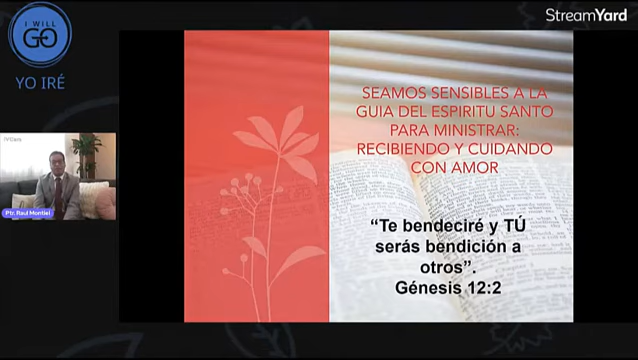 I WILL
GO
YO IRÉ
StreamYard
Ptr. Raul Montiel
SEAMOS SENSIBLES A LA
GUIA DEL ESPIRITU SANTO
PARA MINISTRAR:
RECIBIENDO Y CUIDANDO
CON AMOR
“Te bendeciré y TÚ
serás bendición a
otros”.
Génesis 12:2